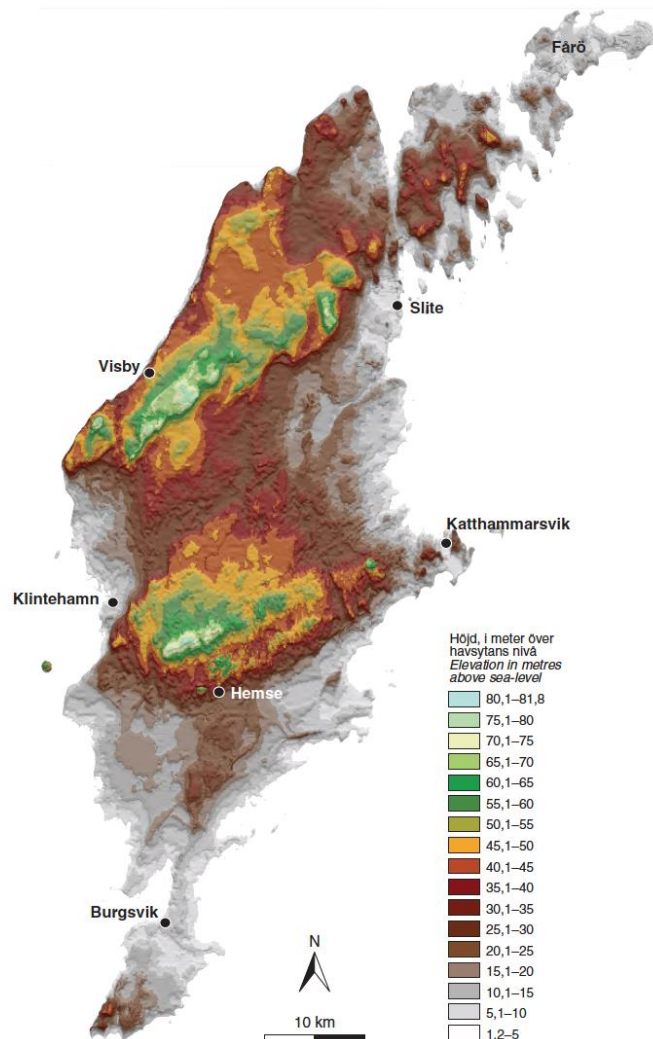 Fårö
Slite
Visby
Katthammarsvik
Klintehamn
Hemse
Burgsvik
N
10 km
Höjd, i meter över
havsytans nivå
Elevation in metres
above sea-level
80,1–81,8
75,1–80
70,1–75
65,1–70
60,1–65
55,1–60
50,1–55
45,1–50
40,1–45
35,1–40
30,1–35
25,1–30
20,1–25
15,1–20
10,1–15
5,1–10
1,2–5